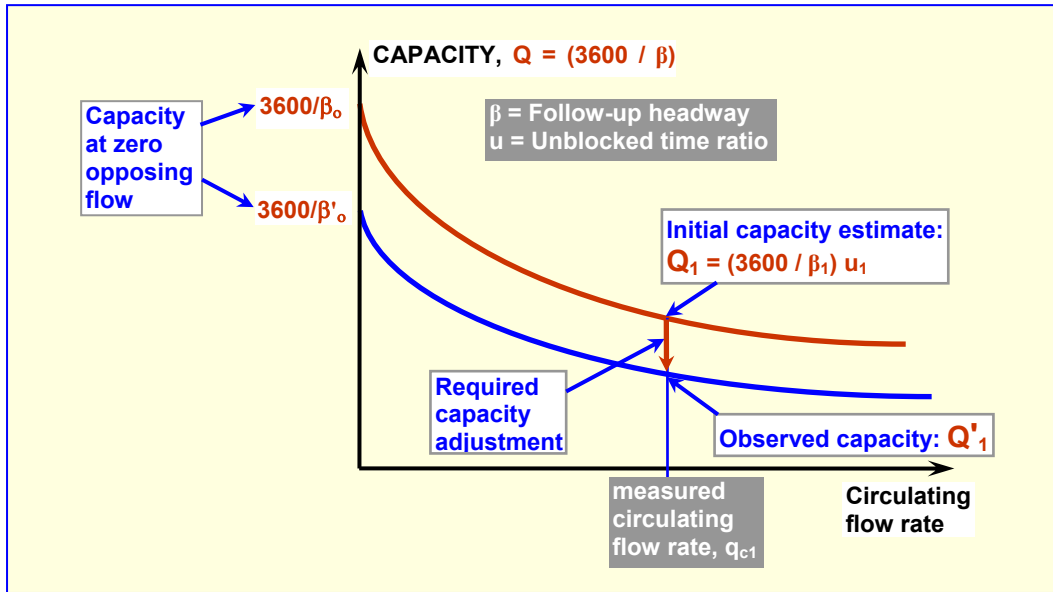 CAPACITY, Q = (3600 / β)
Capacity
at zero
opposing
flow
3600/βo
3600/β'o
β = Follow-up headway
u = Unblocked time ratio
Initial capacity estimate:
Q1 = (3600 / β1) u1
Required
capacity
adjustment
Observed capacity: Q'1
measured
circulating
flow rate, qc1
Circulating
flow rate